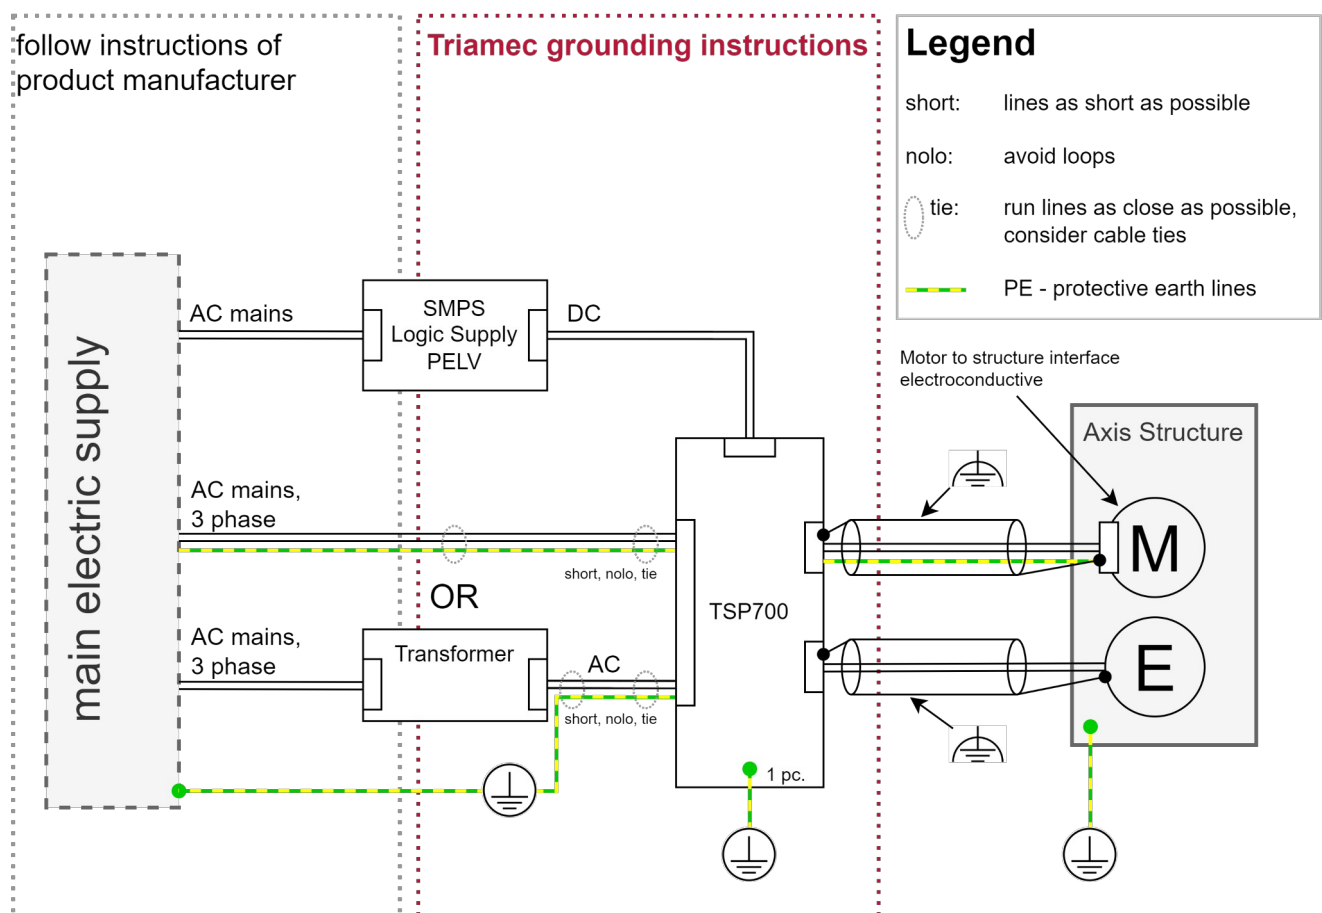 follow instructions of
product manufacturer
Triamec grounding instructions
Legend
short: lines as short as possible
nolo: avoid loops
tie: run lines as close as possible,
consider cable ties
PE - protective earth lines
main electric supply
AC mains
SMPS
Logic Supply
PELV
DC
Motor to structure interface
electroconductive
Axis Structure
AC mains,
3 phase
short, nolo, tie
OR
M
TSP700
AC mains,
3 phase
Transformer
AC
short, nolo, tie
E
1 pc.